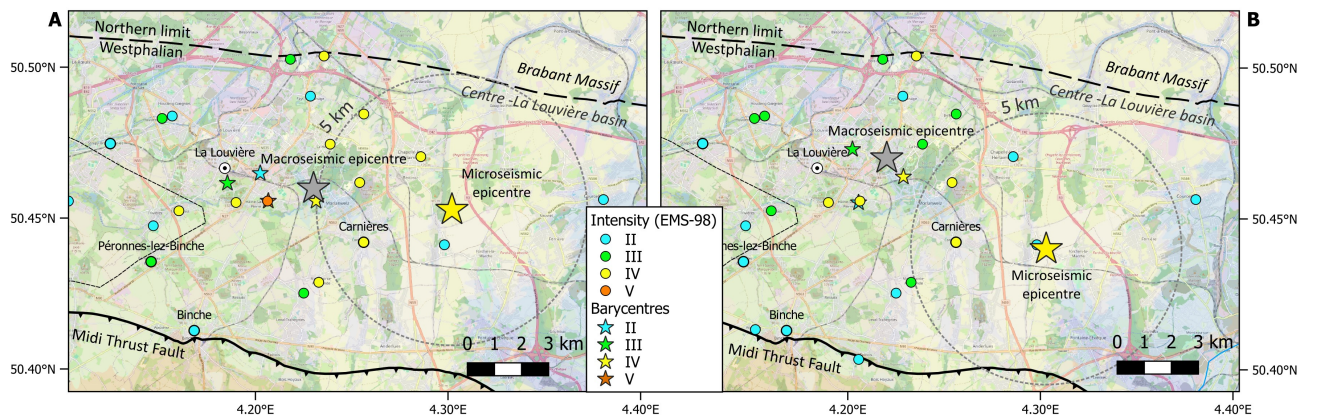 A
Northern limit
Westphalian
Brabant Massif
Centre -La Louvière basin
5 km
La Louvière
Macroseismic epicentre
Microseismic
epicentre
Carnières
Péronnes-lez-Binche
Binche
Midi Thrust Fault
0 1 2 3 km
50.50°N
50.45°N
50.40°N
4.20°E
4.30°E
4.40°E
Intensity (EMS-98)
II
III
IV
V
Barycentres
II
III
IV
V
B
Northern limit
Westphalian
Brabant Massif
Centre -La Louvière basin
5 km
Macroseismic epicentre
La Louvière
Carnières
nes-lez-Binche
Microseismic
epicentre
Binche
Midi Thrust Fault
0 1 2 3 km
50.50°N
50.45°N
50.40°N
4.20°E
4.30°E
4.40°E